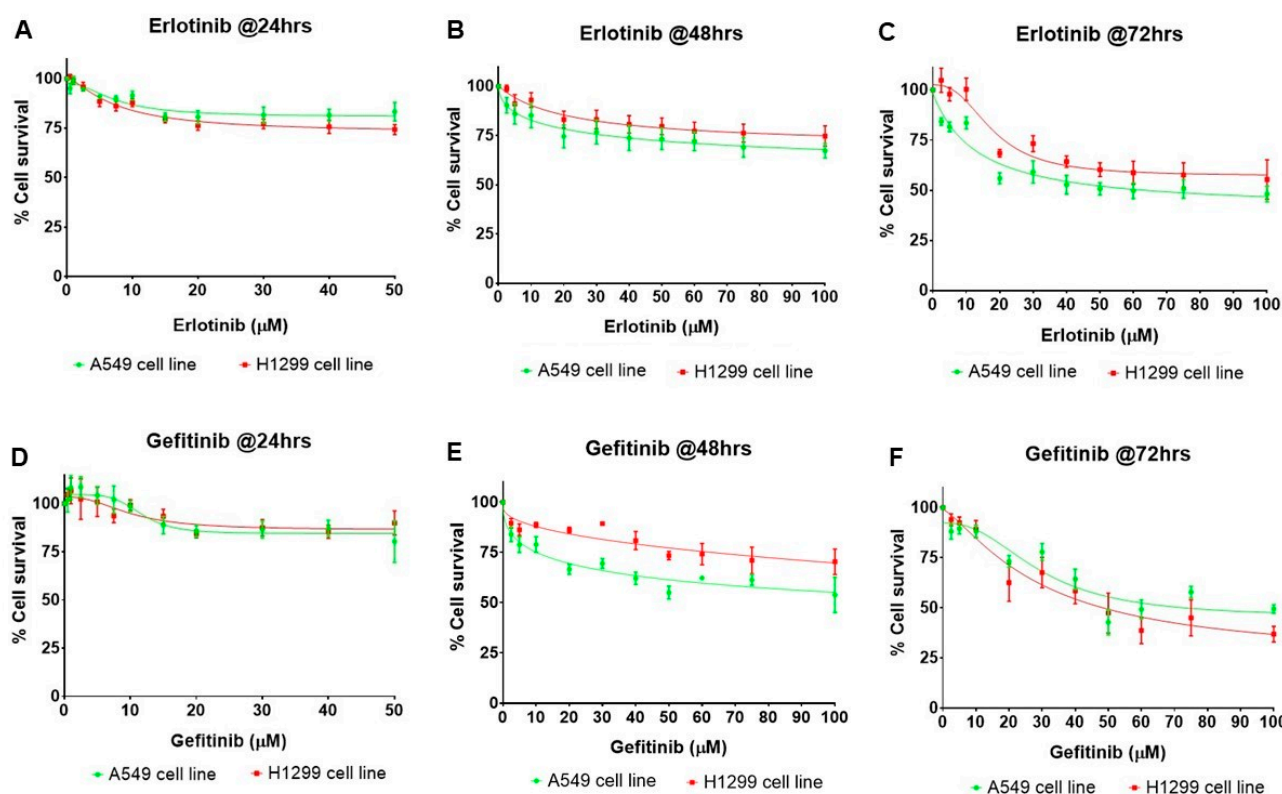 A
Erlotinib @24hrs
% Cell survival
100
75
50
25
0
0 10 20 30 40 50
Erlotinib (µM)
A549 cell line H1299 cell line
B
Erlotinib @48hrs
% Cell survival
100
75
50
25
0
0 10 20 30 40 50 60 70 80 90 100
Erlotinib (µM)
A549 cell line H1299 cell line
C
Erlotinib @72hrs
% Cell survival
100
75
50
25
0
0 10 20 30 40 50 60 70 80 90 100
Erlotinib (µM)
A549 cell line H1299 cell line
D
Gefitinib @24hrs
% Cell survival
100
75
50
25
0
0 10 20 30 40 50
Gefitinib (µM)
A549 cell line H1299 cell line
E
Gefitinib @48hrs
% Cell survival
100
75
50
25
0
0 10 20 30 40 50 60 70 80 90 100
Gefitinib (µM)
A549 cell line H1299 cell line
F
Gefitinib @72hrs
% Cell survival
100
75
50
25
0
0 10 20 30 40 50 60 70 80 90 100
Gefitinib (µM)
A549 cell line H1299 cell line